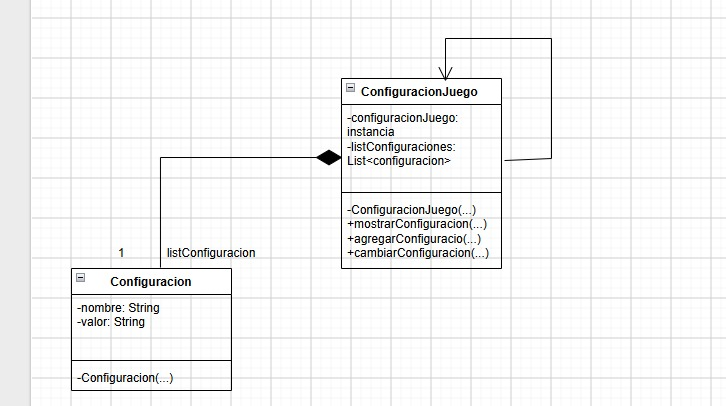 ConfiguracionJuego
-configuracionJuego:
instancia
-listConfiguraciones:
List<configuracion>
-ConfiguracionJuego(...)
+mostrarConfiguracion(...)
+agregarConfiguracio(...)
+cambiarConfiguracion(...)
1
listConfiguracion
Configuracion
-nombre: String
-valor: String
-Configuracion(...)